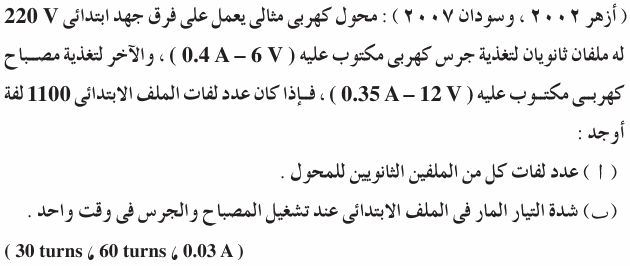 ( أزهر ٢٠٠٢ ، وسودان ٢٠٠٧ ) : محول كهربى مثالى يعمل على فرق جهد ابتدائى 220 V
له ملفان ثانويان لتغذية جرس كهربى مكتوب عليه ( 0.4 A – 6 V ) ، والآخر لتغذية مصباح
كهربى مكتوب عليه ( 0.35 A – 12 V ) ، فإذا كان عدد لفات الملف الابتدائى 1100 لفة
أوجد :
( ا ) عدد لفات كل من الملفين الثانويين للمحول .
(ب) شدة التيار المار فى الملف الابتدائى عند تشغيل المصباح والجرس فى وقت واحد .
( 30 turns ، 60 turns ، 0.03 A )